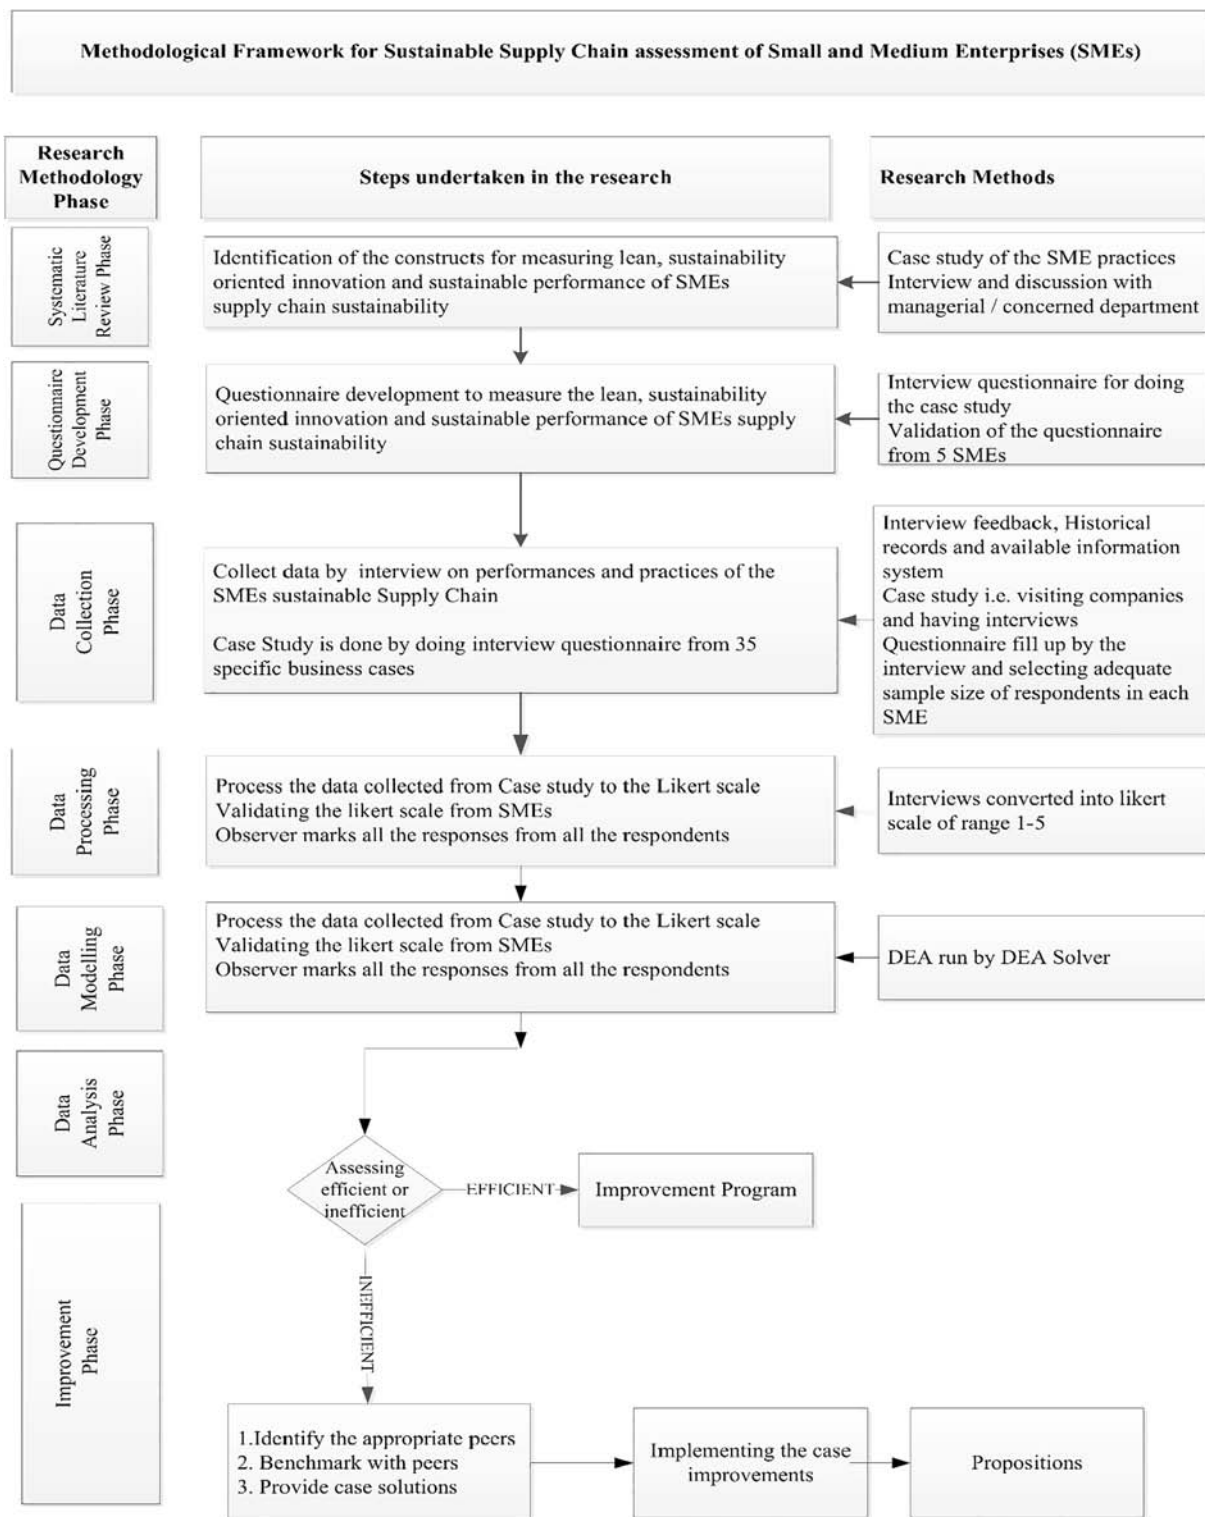 Methodological Framework for Sustainable Supply Chain assessment of Small and Medium Enterprises (SMEs)
Research
Methodology
Phase
Steps undertaken in the research
Research Methods
Systematic
Literature
Review Phase
Identification of the constructs for measuring lean, sustainability
oriented innovation and sustainable performance of SMEs
supply chain sustainability
Case study of the SME practices
Interview and discussion with
managerial / concerned department
Questionnaire
Development
Phase
Questionnaire development to measure the lean, sustainability
oriented innovation and sustainable performance of SMEs supply
chain sustainability
Interview questionnaire for doing
the case study
Validation of the questionnaire
from 5 SMEs
Data
Collection
Phase
Collect data by interview on performances and practices of the
SMEs sustainable Supply Chain
Case Study is done by doing interview questionnaire from 35
specific business cases
Interview feedback, Historical
records and available information
system
Case study i.e. visiting companies
and having interviews
Questionnaire fill up by the
interview and selecting adequate
sample size of respondents in each
SME
Data
Processing
Phase
Process the data collected from Case study to the Likert scale
Validating the likert scale from SMEs
Observer marks all the responses from all the respondents
Interviews converted into likert
scale of range 1-5
Data
Modelling
Phase
Process the data collected from Case study to the Likert scale
Validating the likert scale from SMEs
Observer marks all the responses from all the respondents
DEA run by DEA Solver
Data
Analysis
Phase
Assessing
efficient or
inefficient
EFFICIENT
Improvement Program
INEFFICIENT
Improvement
Phase
1.Identify the appropriate peers
2. Benchmark with peers
3. Provide case solutions
Implementing the case
improvements
Propositions